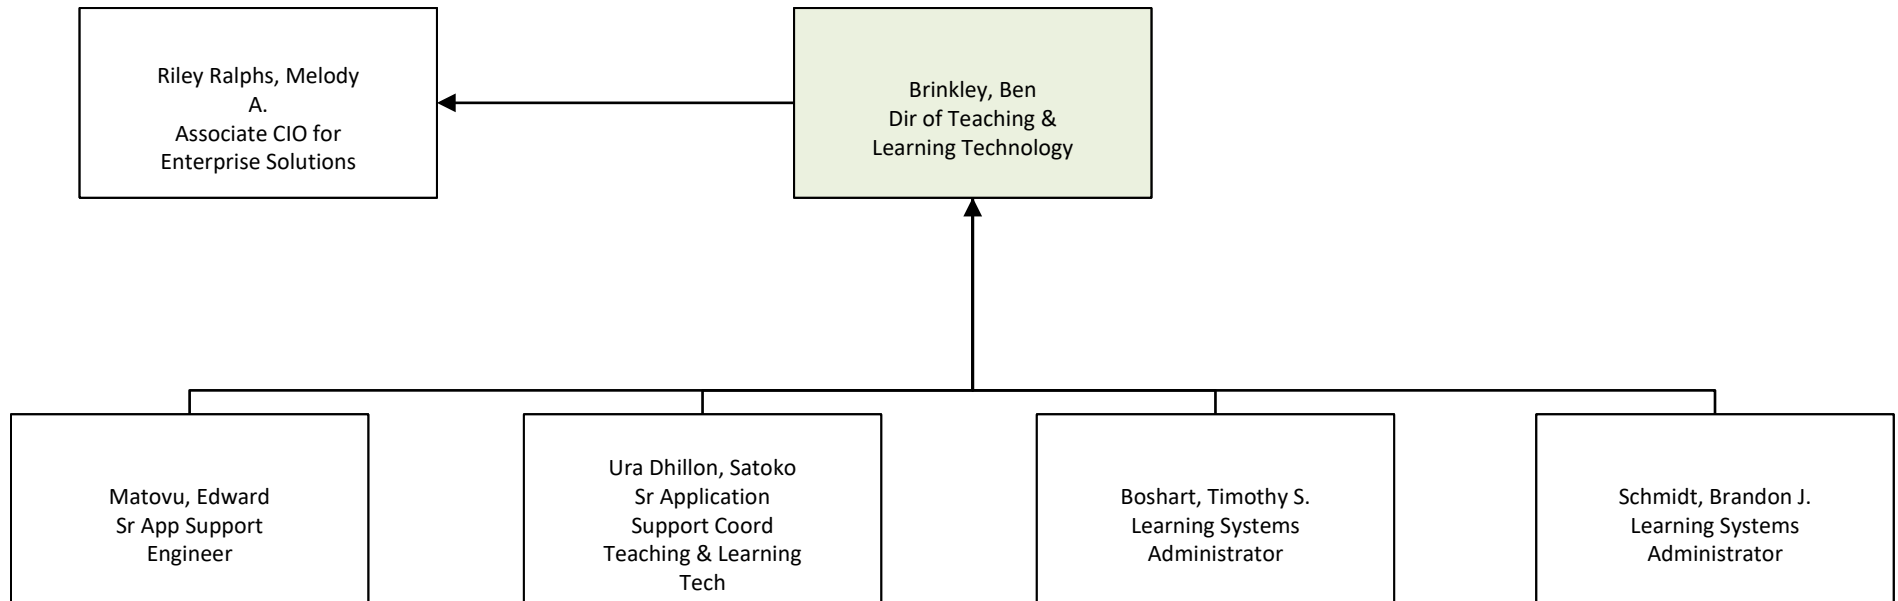 Riley Ralphs, Melody
A.
Associate CIO for
Enterprise Solutions
Brinkley, Ben
Dir of Teaching &
Learning Technology
Matovu, Edward
Sr App Support
Engineer
Ura Dhillon, Satoko
Sr Application
Support Coord
Teaching & Learning
Tech
Boshart, Timothy S.
Learning Systems
Administrator
Schmidt, Brandon J.
Learning Systems
Administrator